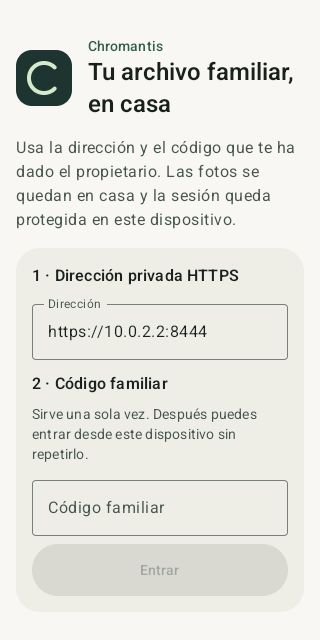 Chromantis
Tu archivo familiar,
en casa
Usa la dirección y el código que te ha
dado el propietario. Las fotos se
quedan en casa y la sesión queda
protegida en este dispositivo.
1 · Dirección privada HTTPS
Dirección
https://10.0.2.2:8444
2 · Código familiar
Sirve una sola vez. Después puedes
entrar desde este dispositivo sin
repetirlo.
Código familiar
Entrar